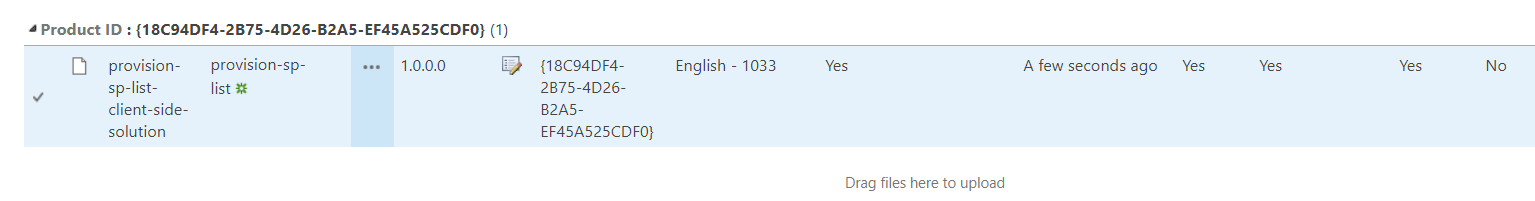 Product ID : {18C94DF4-2B75-4D26-B2A5-EF45A525CDF0} (1)
provision-sp-list-client-side-solution provision-sp-list ... 1.0.0.0 {18C94DF4-2B75-4D26-B2A5-EF45A525CDF0} English - 1033 Yes A few seconds ago Yes Yes Yes No
Drag files here to upload